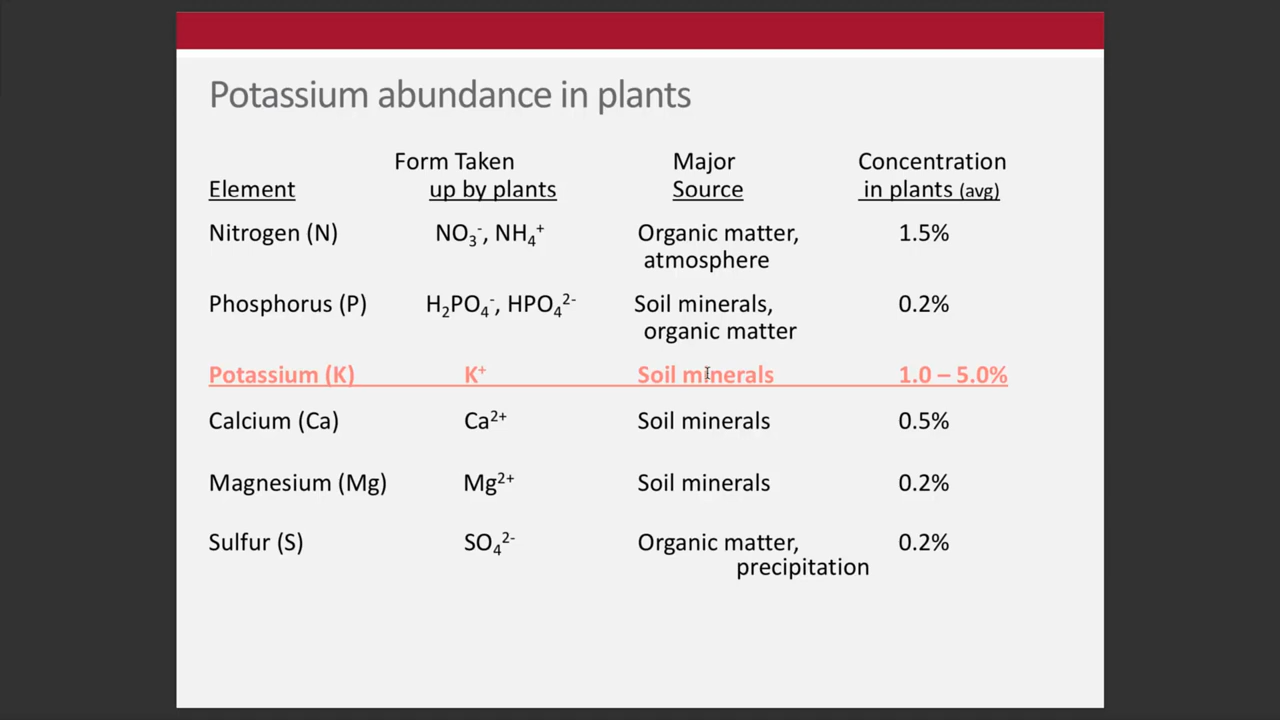 Potassium abundance in plants
Form Taken Major Concentration
Element up by plants Source in plants (avg)
Nitrogen (N) NO₃⁻, NH₄⁺ Organic matter, 1.5%
atmosphere
Phosphorus (P) H₂PO₄⁻, HPO₄²⁻ Soil minerals, 0.2%
organic matter
Potassium (K) K⁺ Soil minerals 1.0 – 5.0%
Calcium (Ca) Ca²⁺ Soil minerals 0.5%
Magnesium (Mg) Mg²⁺ Soil minerals 0.2%
Sulfur (S) SO₄²⁻ Organic matter, 0.2%
precipitation